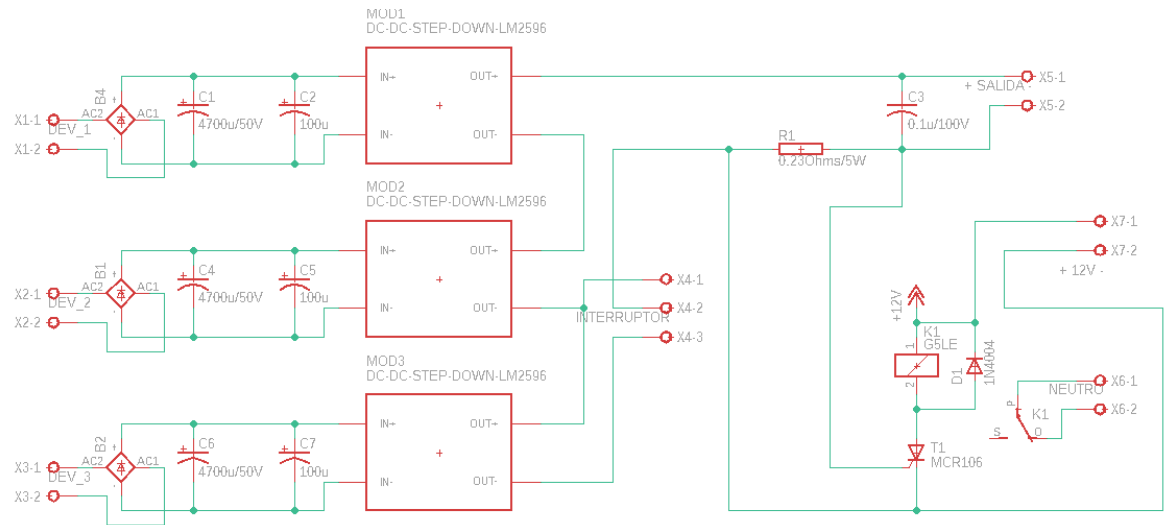 MOD1
DC-DC-STEP-DOWN-LM2596
IN+
OUT+
IN-
OUT-
B4
+
-
AC2
AC1
X1-1
DEV_1
X1-2
+
C1
4700u/50V
+
C2
100u
X5-1
+ SALIDA -
X5-2
C3
0.1u/100V
R1
0.23Ohms/5W
MOD2
DC-DC-STEP-DOWN-LM2596
IN+
OUT+
IN-
OUT-
B1
+
-
AC2
AC1
X2-1
DEV_2
X2-2
+
C4
4700u/50V
+
C5
100u
X4-1
X4-2
INTERRUPTOR
X4-3
X7-1
X7-2
+ 12V -
+12V
K1
G5LE
1
2
D1
1N4004
MOD3
DC-DC-STEP-DOWN-LM2596
IN+
OUT+
IN-
OUT-
B2
+
-
AC2
AC1
X3-1
DEV_3
X3-2
+
C6
4700u/50V
+
C7
100u
X6-1
NEUTRO
X6-2
P
K1
S
O
T1
MCR106